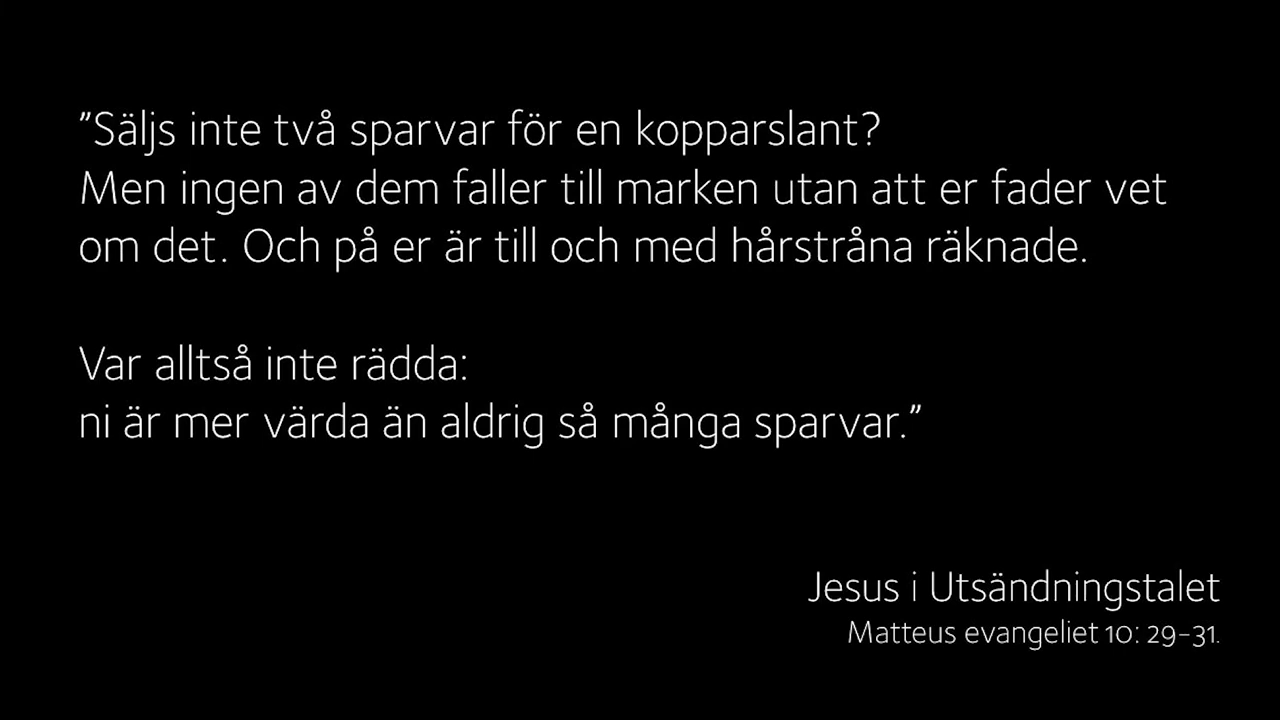 ”Säljs inte två sparvar för en kopparslant?
Men ingen av dem faller till marken utan att er fader vet
om det. Och på er är till och med hårstråna räknade.
Var alltså inte rädda:
ni är mer värda än aldrig så många sparvar.”
Jesus i Utsändningstalet
Matteus evangeliet 10: 29–31.